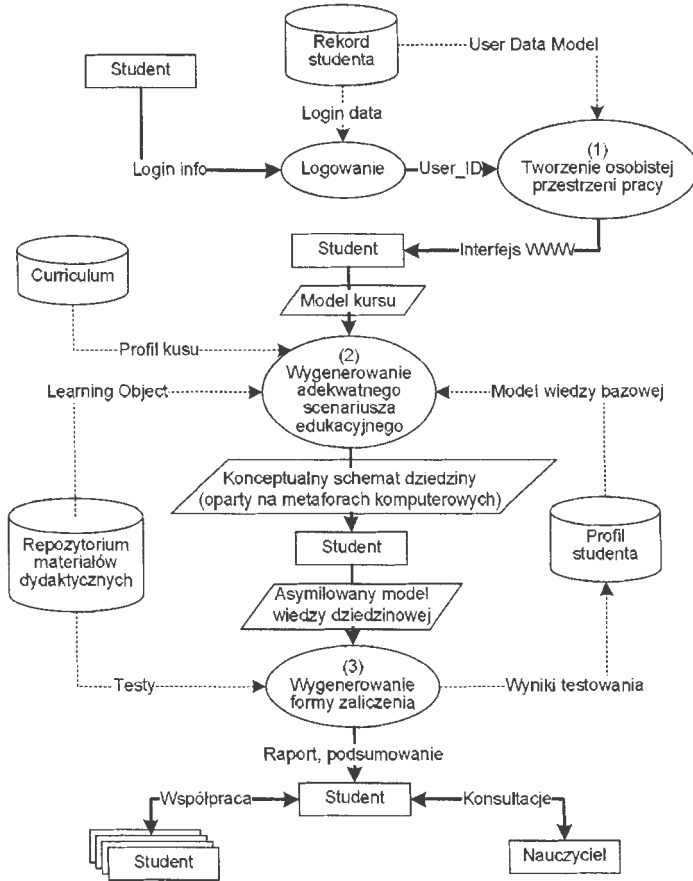 Rekord
studenta
User Data Model
Student
Login data
(1)
Tworzenie osobistej
przestrzeni pracy
Login info
Logowanie
User_ID
Student
Interfejs WWW
Curriculum
Model kursu
Profil kusu
(2)
Wygenerowanie
adekwatnego
scenariusza
edukacyjnego
Learning Object
Model wiedzy bazowej
Konceptualny schemat dziedziny
(oparty na metaforach komputerowych)
Repozytorium
materiałów
dydaktycznych
Student
Profil
studenta
Asymilowany model
wiedzy dziedzinowej
(3)
Wygenerowanie
formy zaliczenia
Testy
Wyniki testowania
Raport, podsumowanie
Współpraca
Student
Konsultacje
Student
Nauczyciel